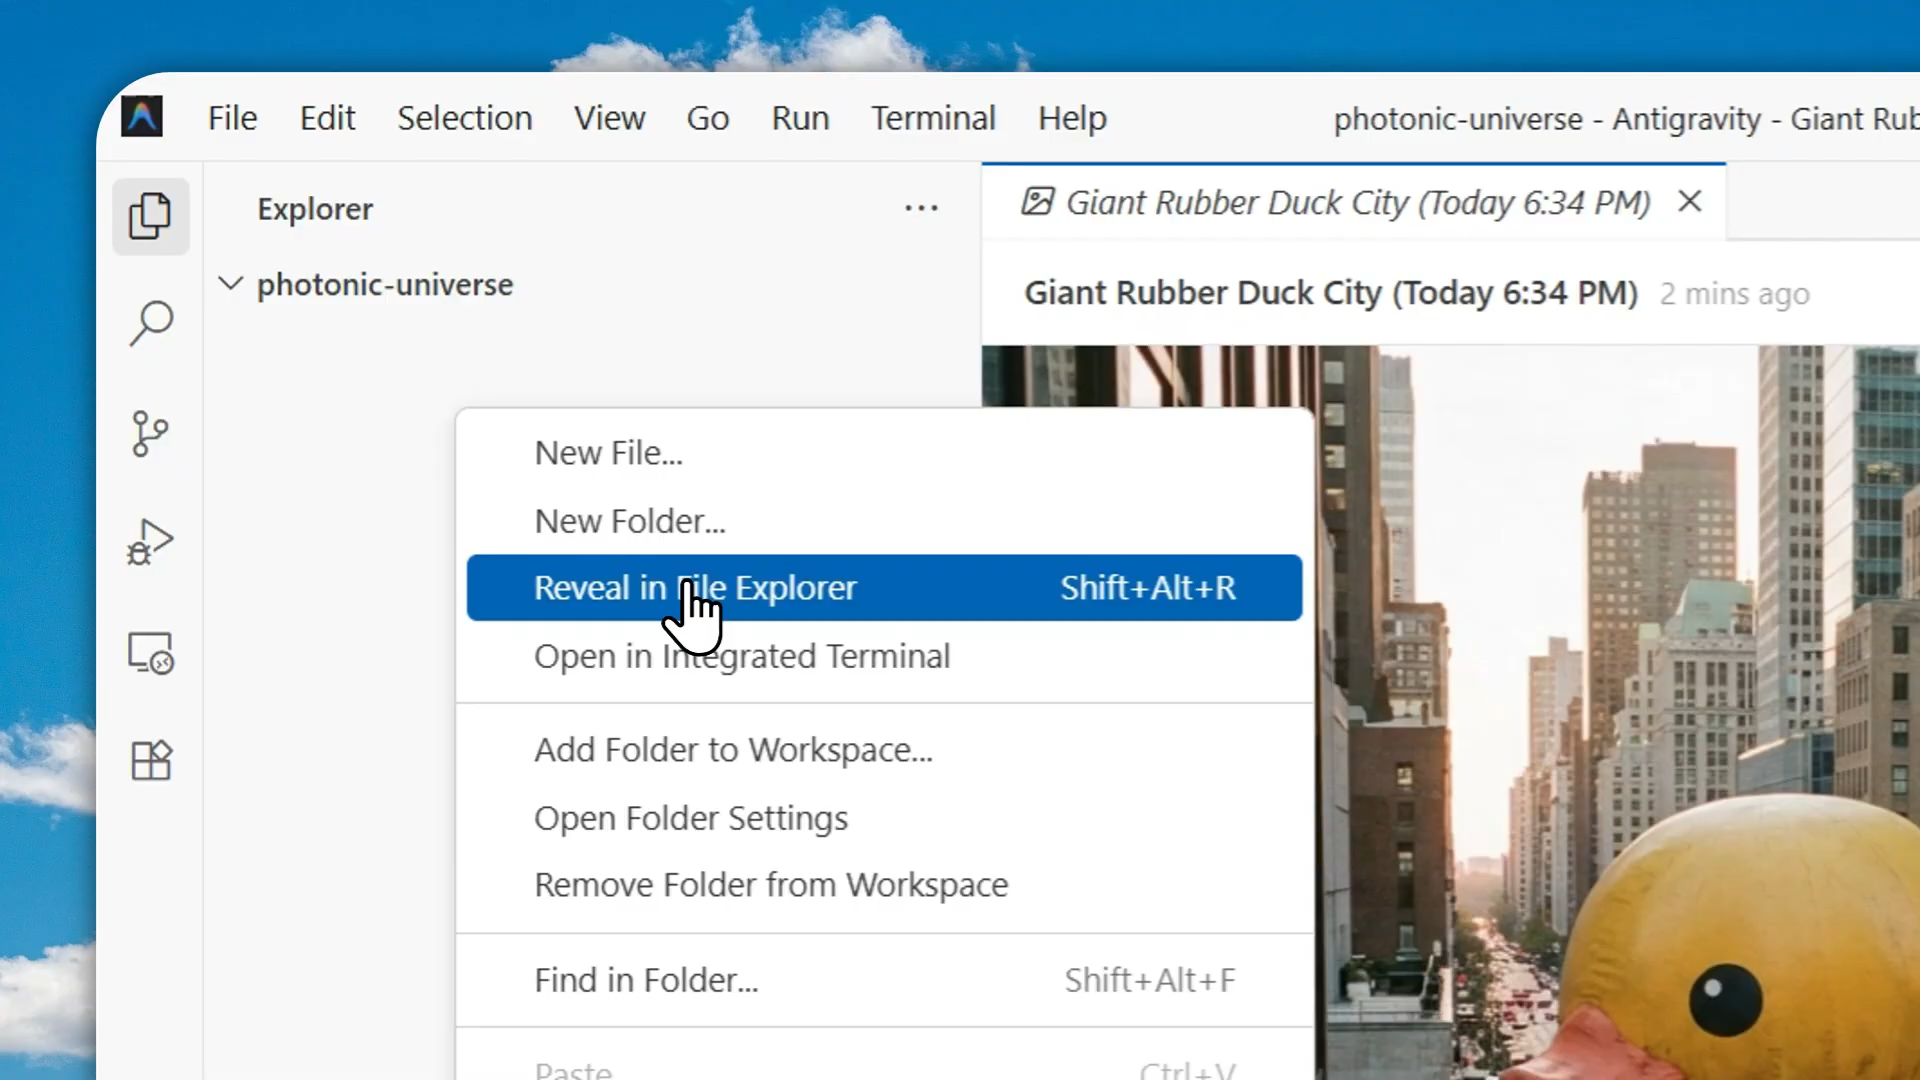 File Edit Selection View Go Run Terminal Help photonic-universe - Antigravity - Giant Rub
Explorer
Giant Rubber Duck City (Today 6:34 PM)
photonic-universe
Giant Rubber Duck City (Today 6:34 PM) 2 mins ago
New File...
New Folder...
Reveal in File Explorer Shift+Alt+R
Open in Integrated Terminal
Add Folder to Workspace...
Open Folder Settings
Remove Folder from Workspace
Find in Folder... Shift+Alt+F
Paste Ctrl+V